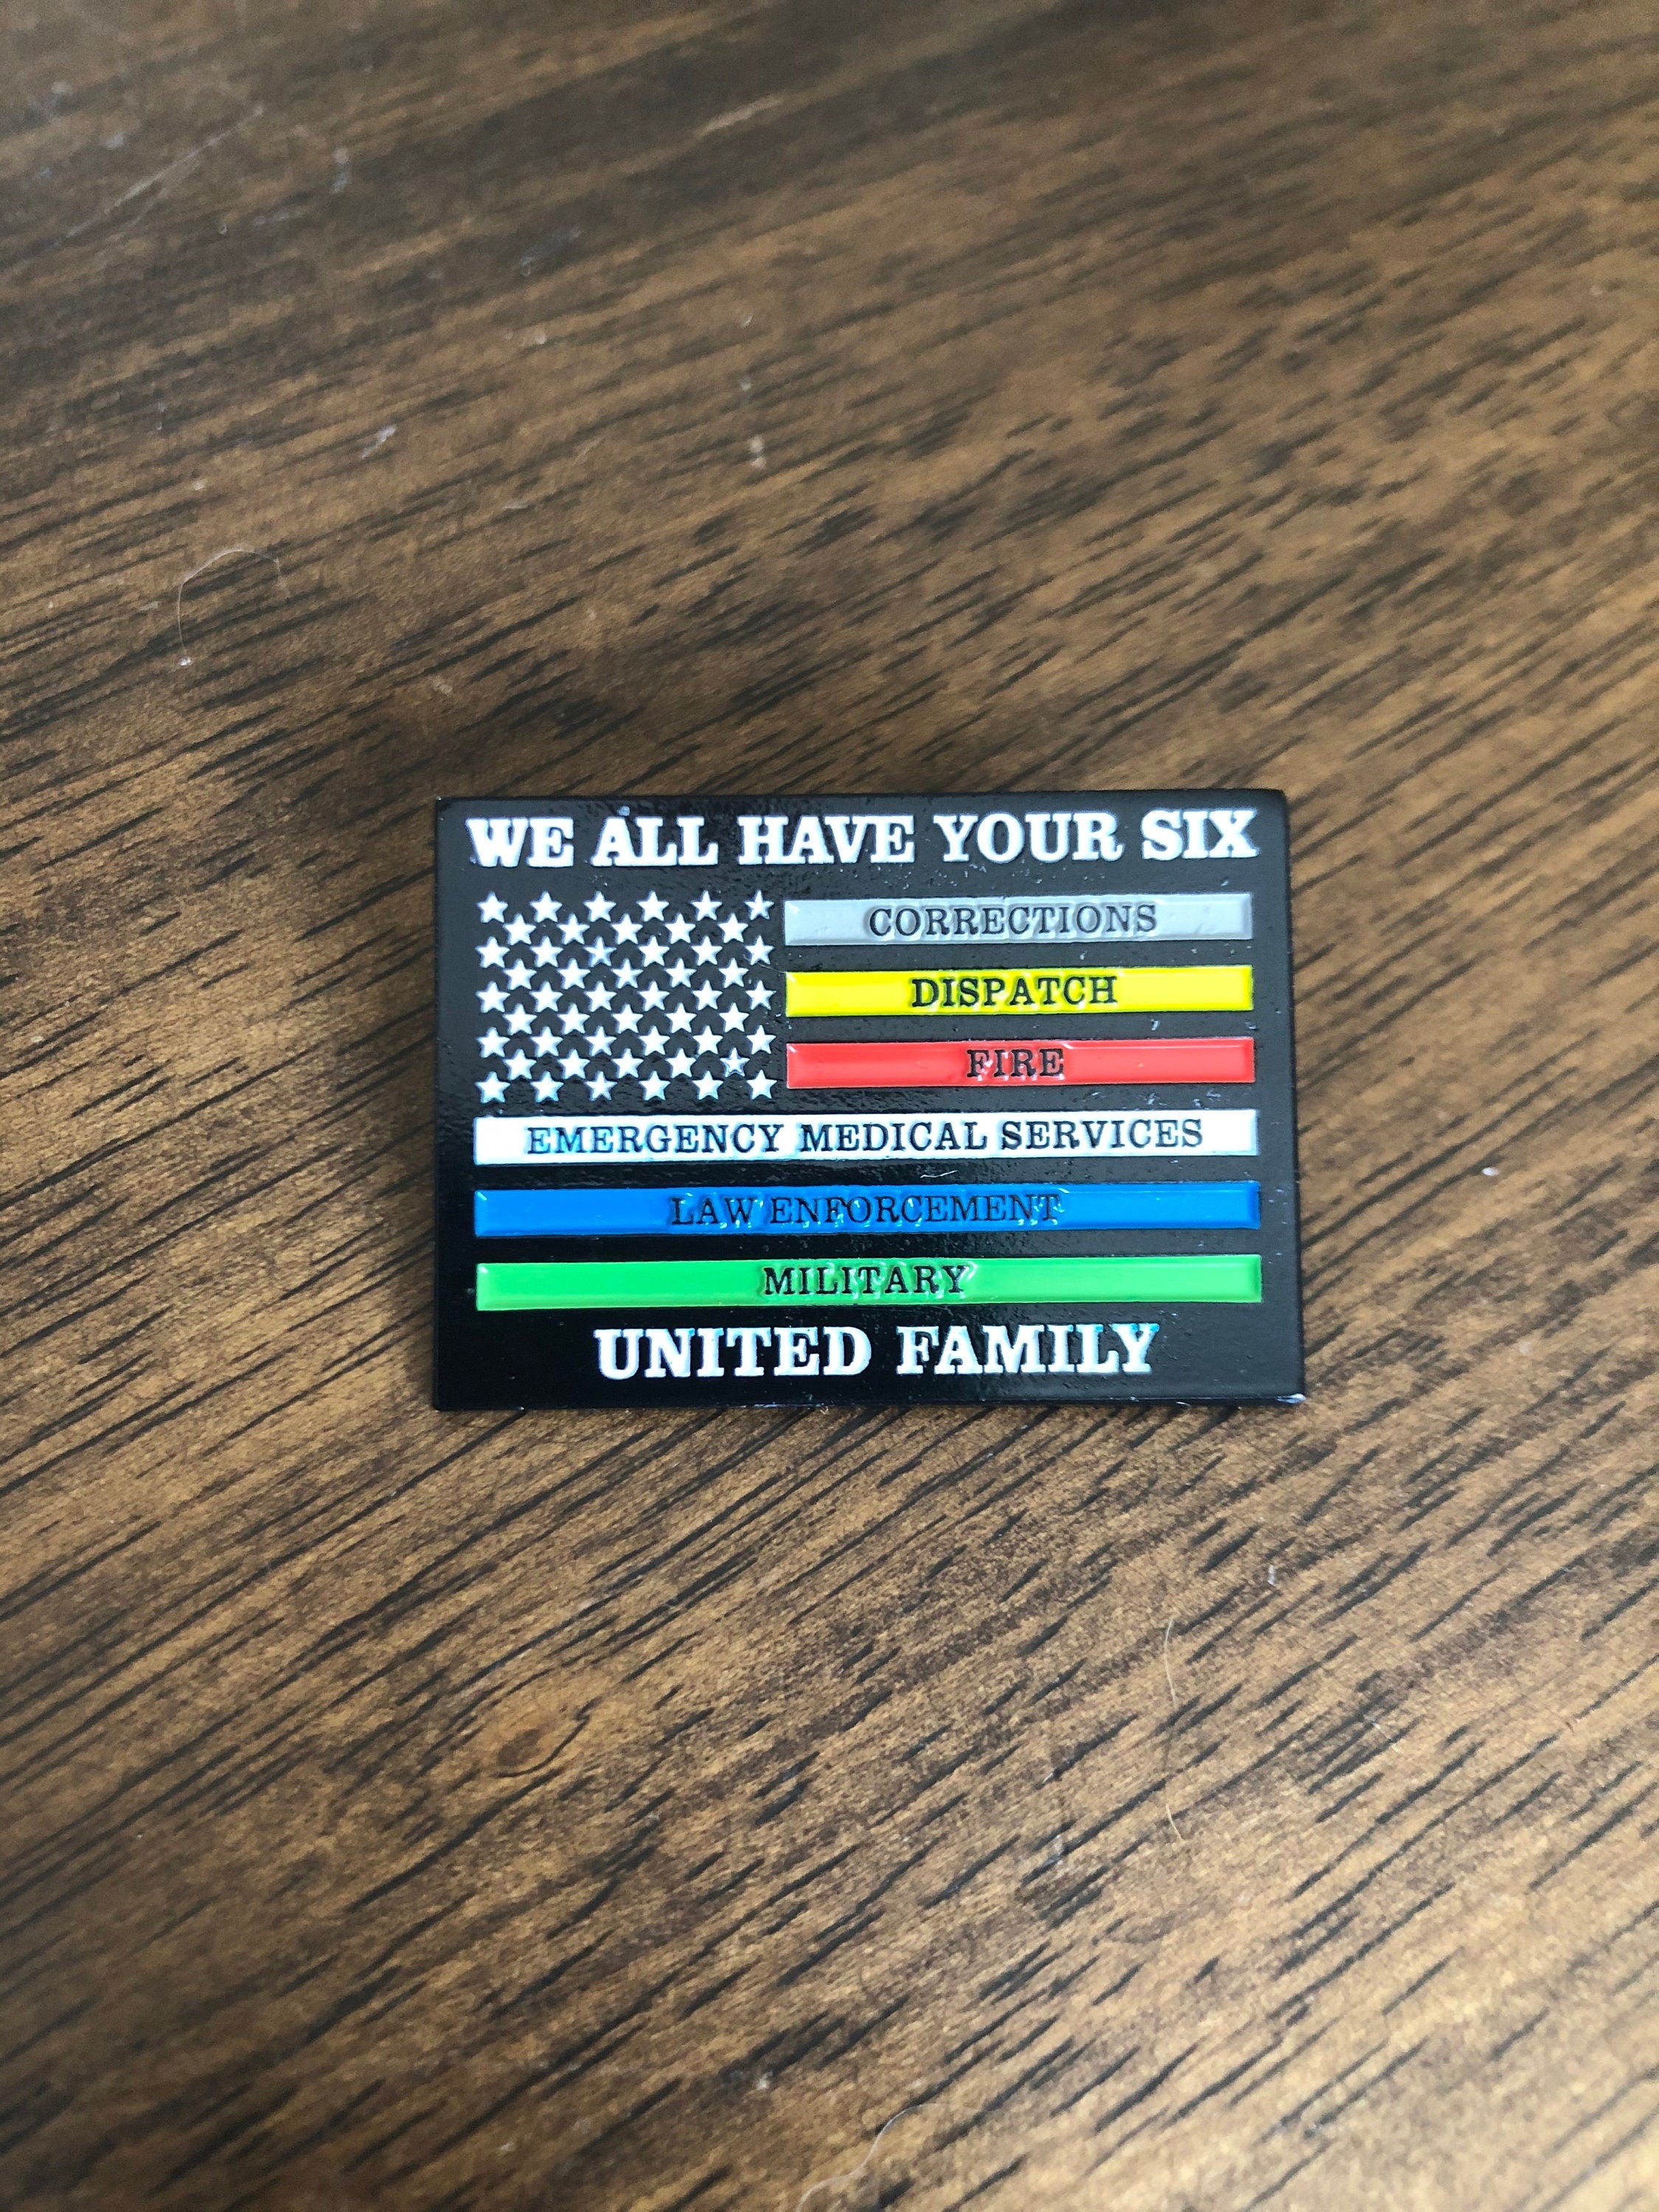 WE ALL HAVE YOUR SIX
CORRECTIONS
DISPATCH
FIRE
EMERGENCY MEDICAL SERVICES
LAW ENFORCEMENT
MILITARY
UNITED FAMILY